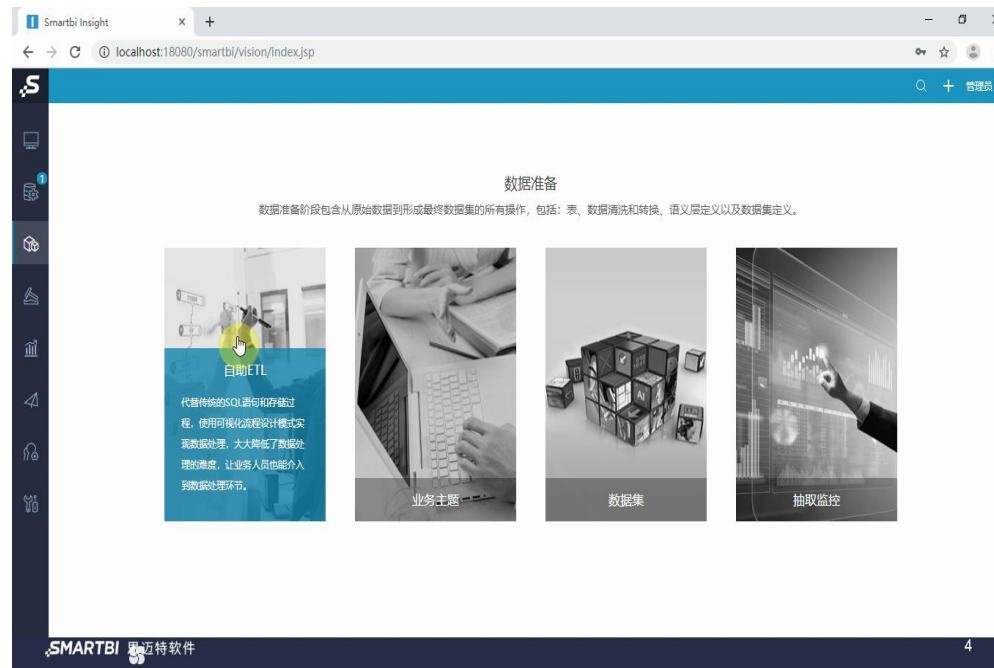 Smartbi Insight
localhost:18080/smartbi/vision/index.jsp
S
管理员
1
数据准备
数据准备阶段包含从原始数据到形成最终数据集的所有操作，包括：表、数据清洗和转换、语义层定义以及数据集定义。
自助ETL
代替传统的SQL语句和存储过
程，使用可视化流程设计模式实
现数据处理，大大降低了数据处
理的难度，让业务人员也能介入
到数据处理环节。
业务主题
AI
数据集
抽取监控
SMARTBI 思迈特软件
4